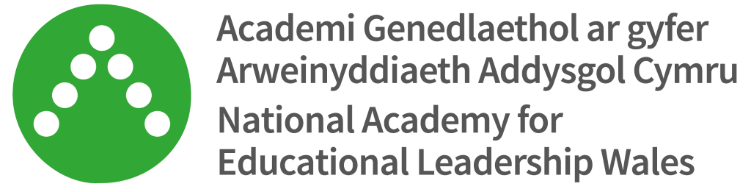 Academi Genedlaethol ar gyfer
Arweinyddiaeth Addysgol Cymru
National Academy for
Educational Leadership Wales